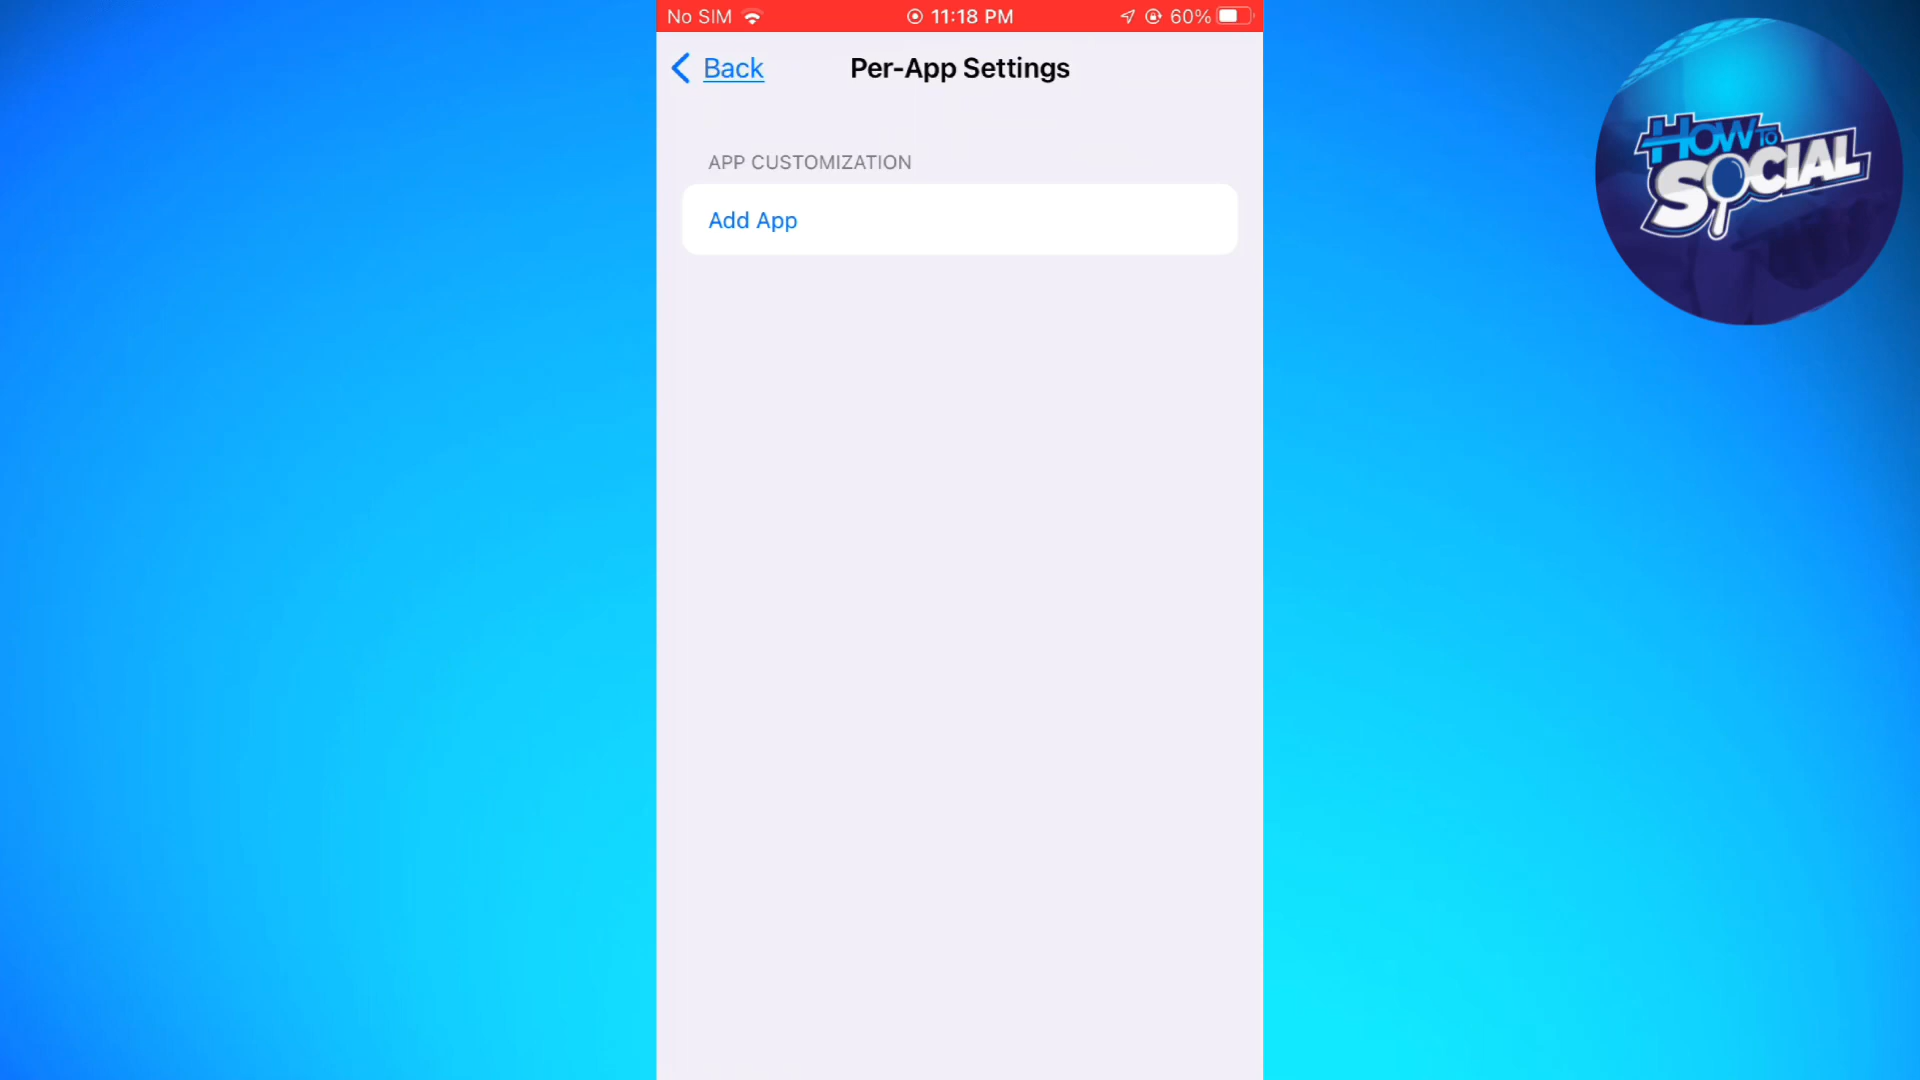 No SIM 11:18 PM 60%
Back Per-App Settings
APP CUSTOMIZATION
Add App
HOW TO
SOCIAL